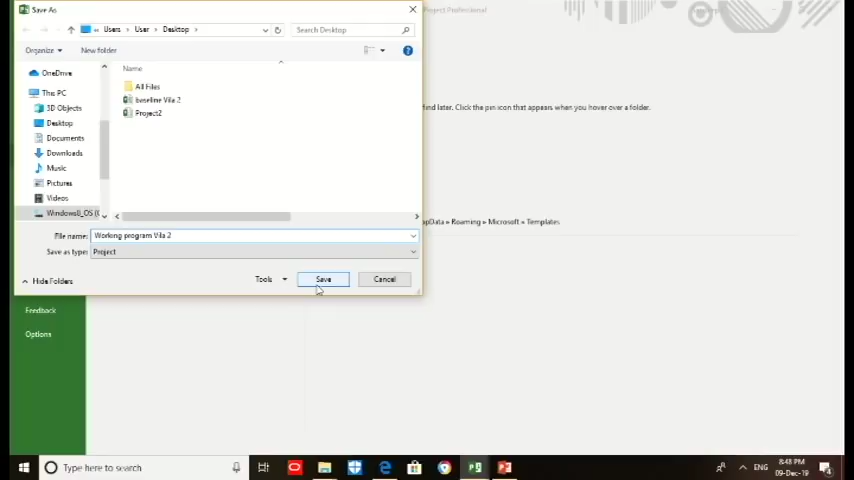 Save As
Project Professional
Users > User > Desktop >
Search Desktop
Organize
New folder
OneDrive
This PC
3D Objects
Desktop
Documents
Downloads
Music
Pictures
Videos
Windows8_OS (
Name
All Files
baseline Vila 2
Project2
find later. Click the pin icon that appears when you hover over a folder.
ppData » Roaming » Microsoft » Templates
File name: Working program Vila 2
Save as type: Project
Hide Folders
Tools
Save
Cancel
Feedback
Options
Type here to search
ENG
8:48 PM
09-Dec-19